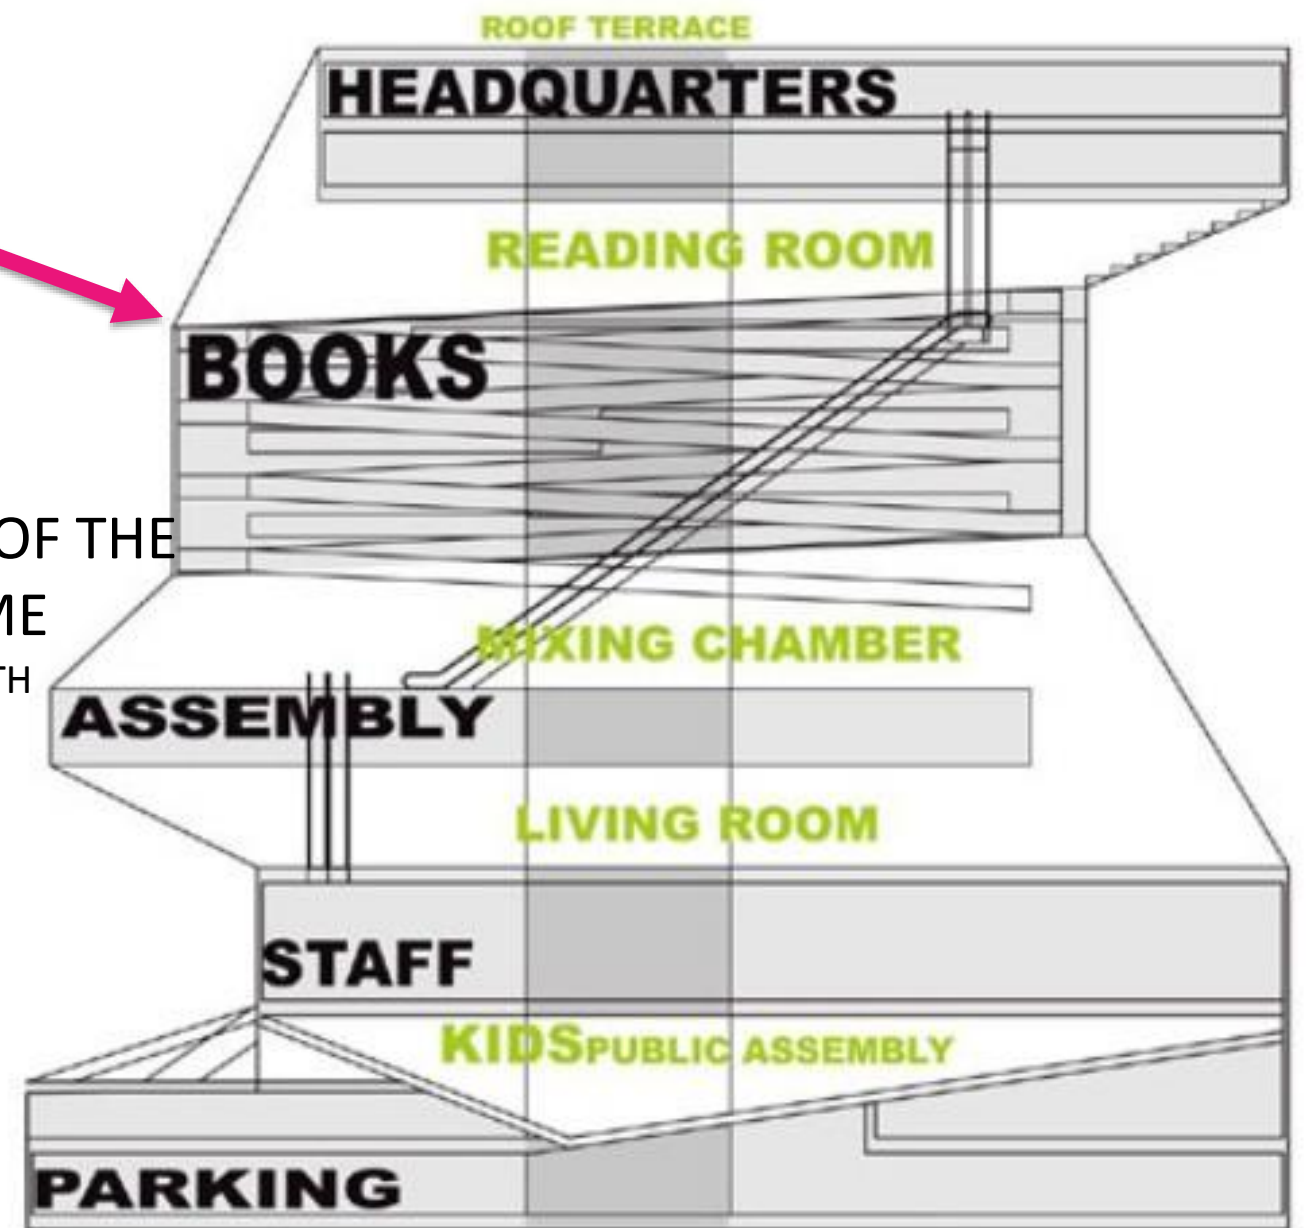 ROOF TERRACE
HEADQUARTERS
READING ROOM
BOOKS
OF THE
ME
TH
MIXING CHAMBER
ASSEMBLY
LIVING ROOM
STAFF
KIDS PUBLIC ASSEMBLY
PARKING